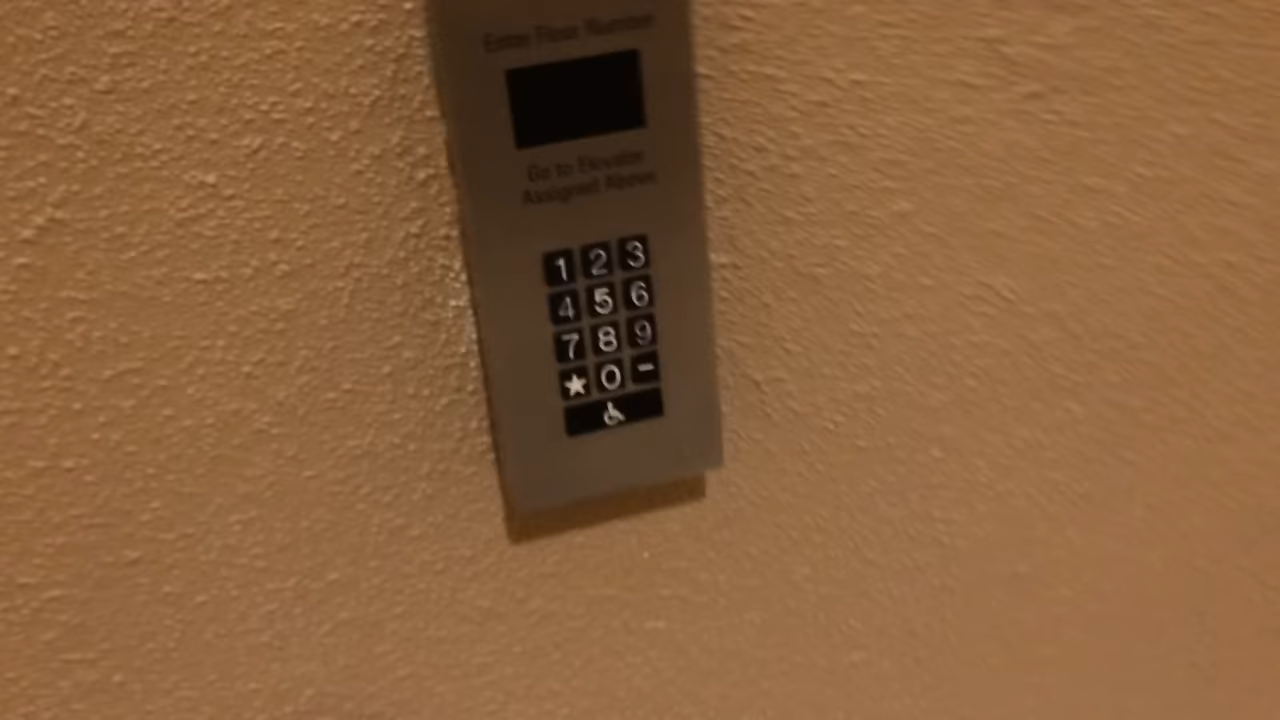 Enter Floor Number
Go to Elevator
Assigned Above
1 2 3
4 5 6
7 8 9
★ 0 -